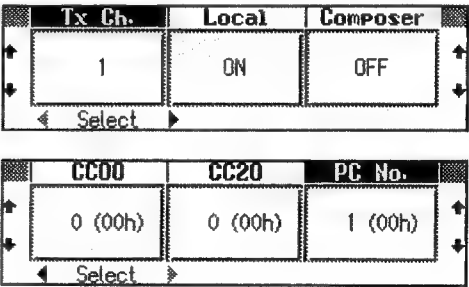 Tx Ch. Local Composer
1 ON OFF
Select
CC00 CC20 PC No.
0 (00h) 0 (00h) 1 (00h)
Select